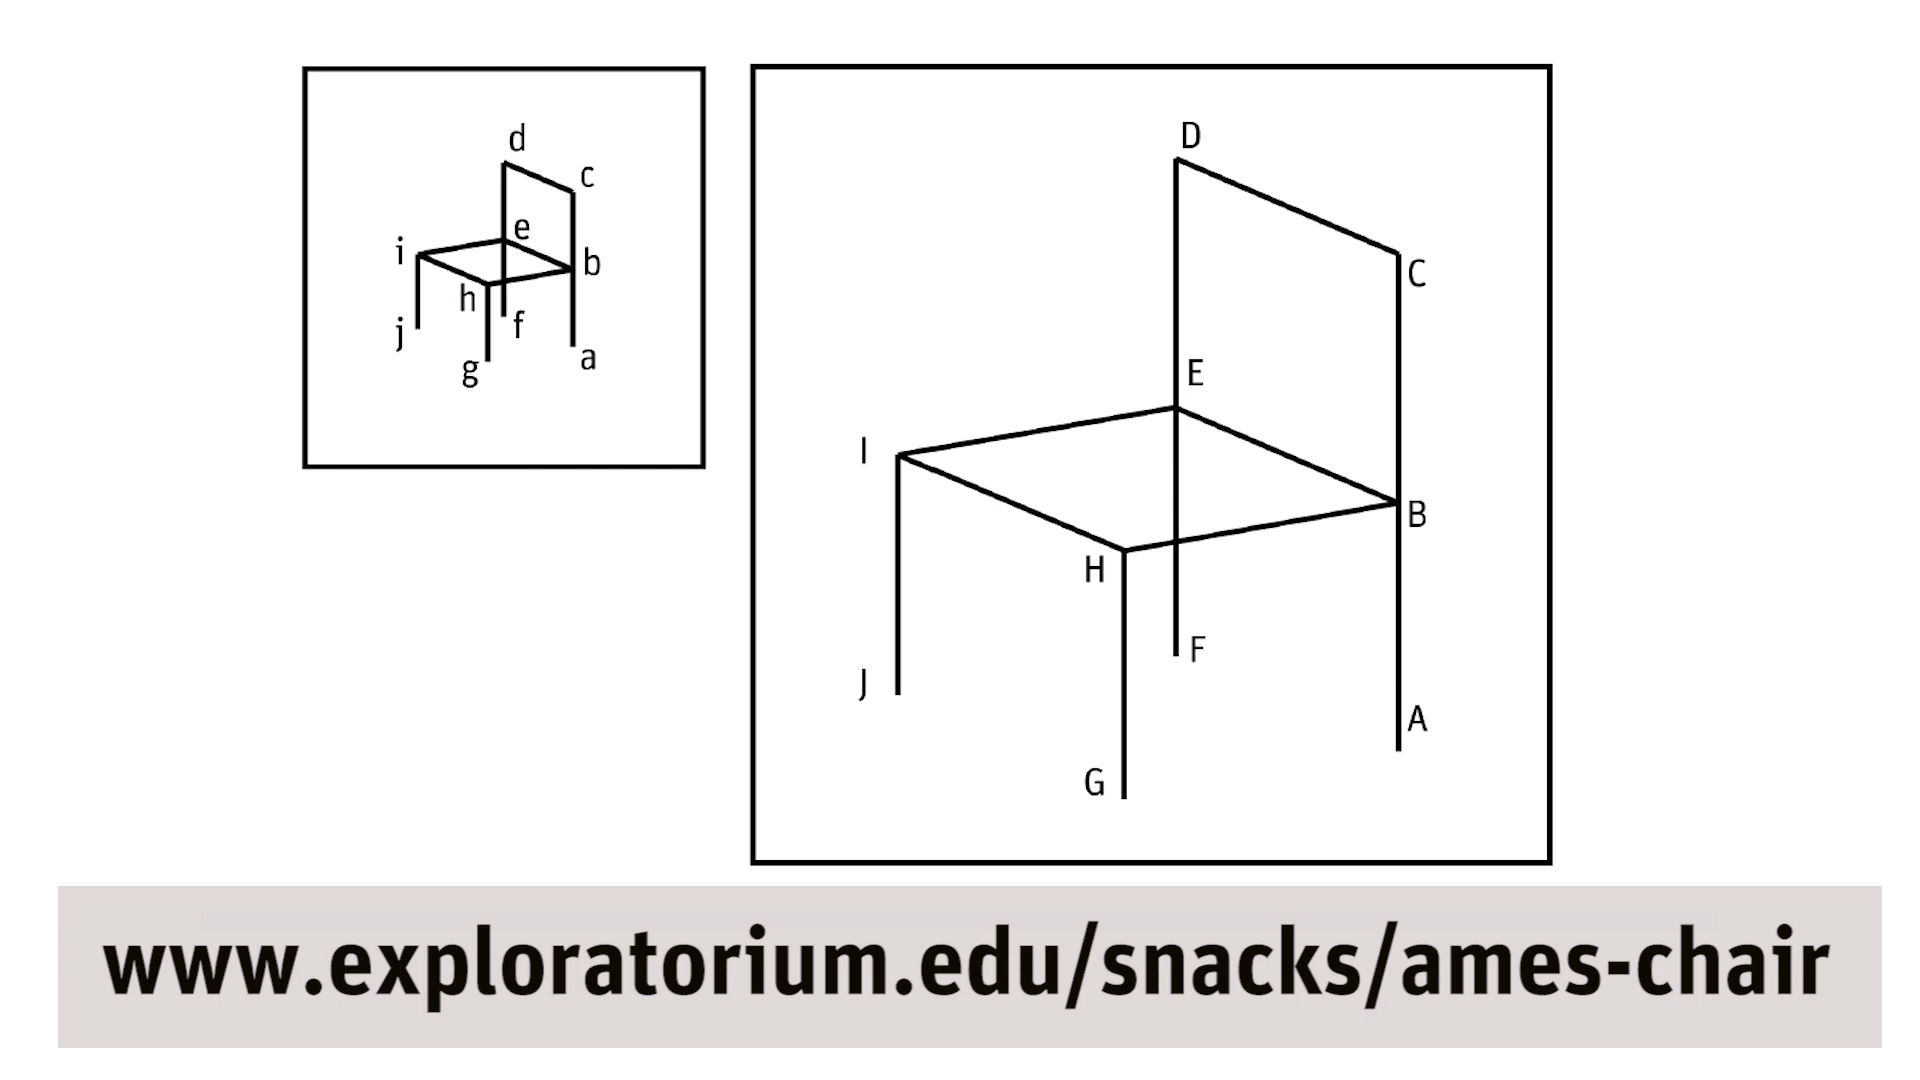 d
c
e
i
b
h
f
j
a
g
D
C
E
I
B
H
F
J
A
G
www.exploratorium.edu/snacks/ames-chair